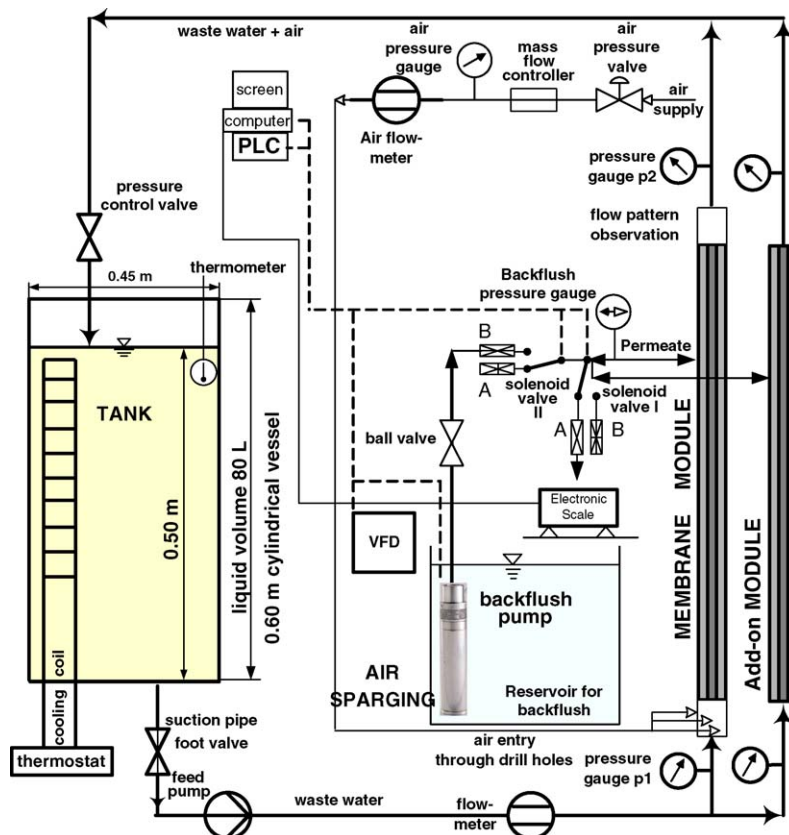 waste water + air
air
pressure
gauge
mass
flow
controller
air
pressure
valve
air
supply
screen
computer
PLC
Air flow-
meter
pressure
gauge p2
pressure
control valve
flow pattern
observation
thermometer
0.45 m
Backflush
pressure gauge
B
A
Permeate
solenoid
valve
II
solenoid
valve I
A
B
TANK
ball valve
Electronic
Scale
VFD
0.50 m
liquid volume 80 L
0.60 m cylindrical vessel
MEMBRANE MODULE
Add-on MODULE
backflush
pump
AIR
SPARGING
Reservoir for
backflush
cooling coil
thermostat
suction pipe
foot valve
feed
pump
air entry
through drill holes
pressure
gauge p1
waste water
flow-
meter